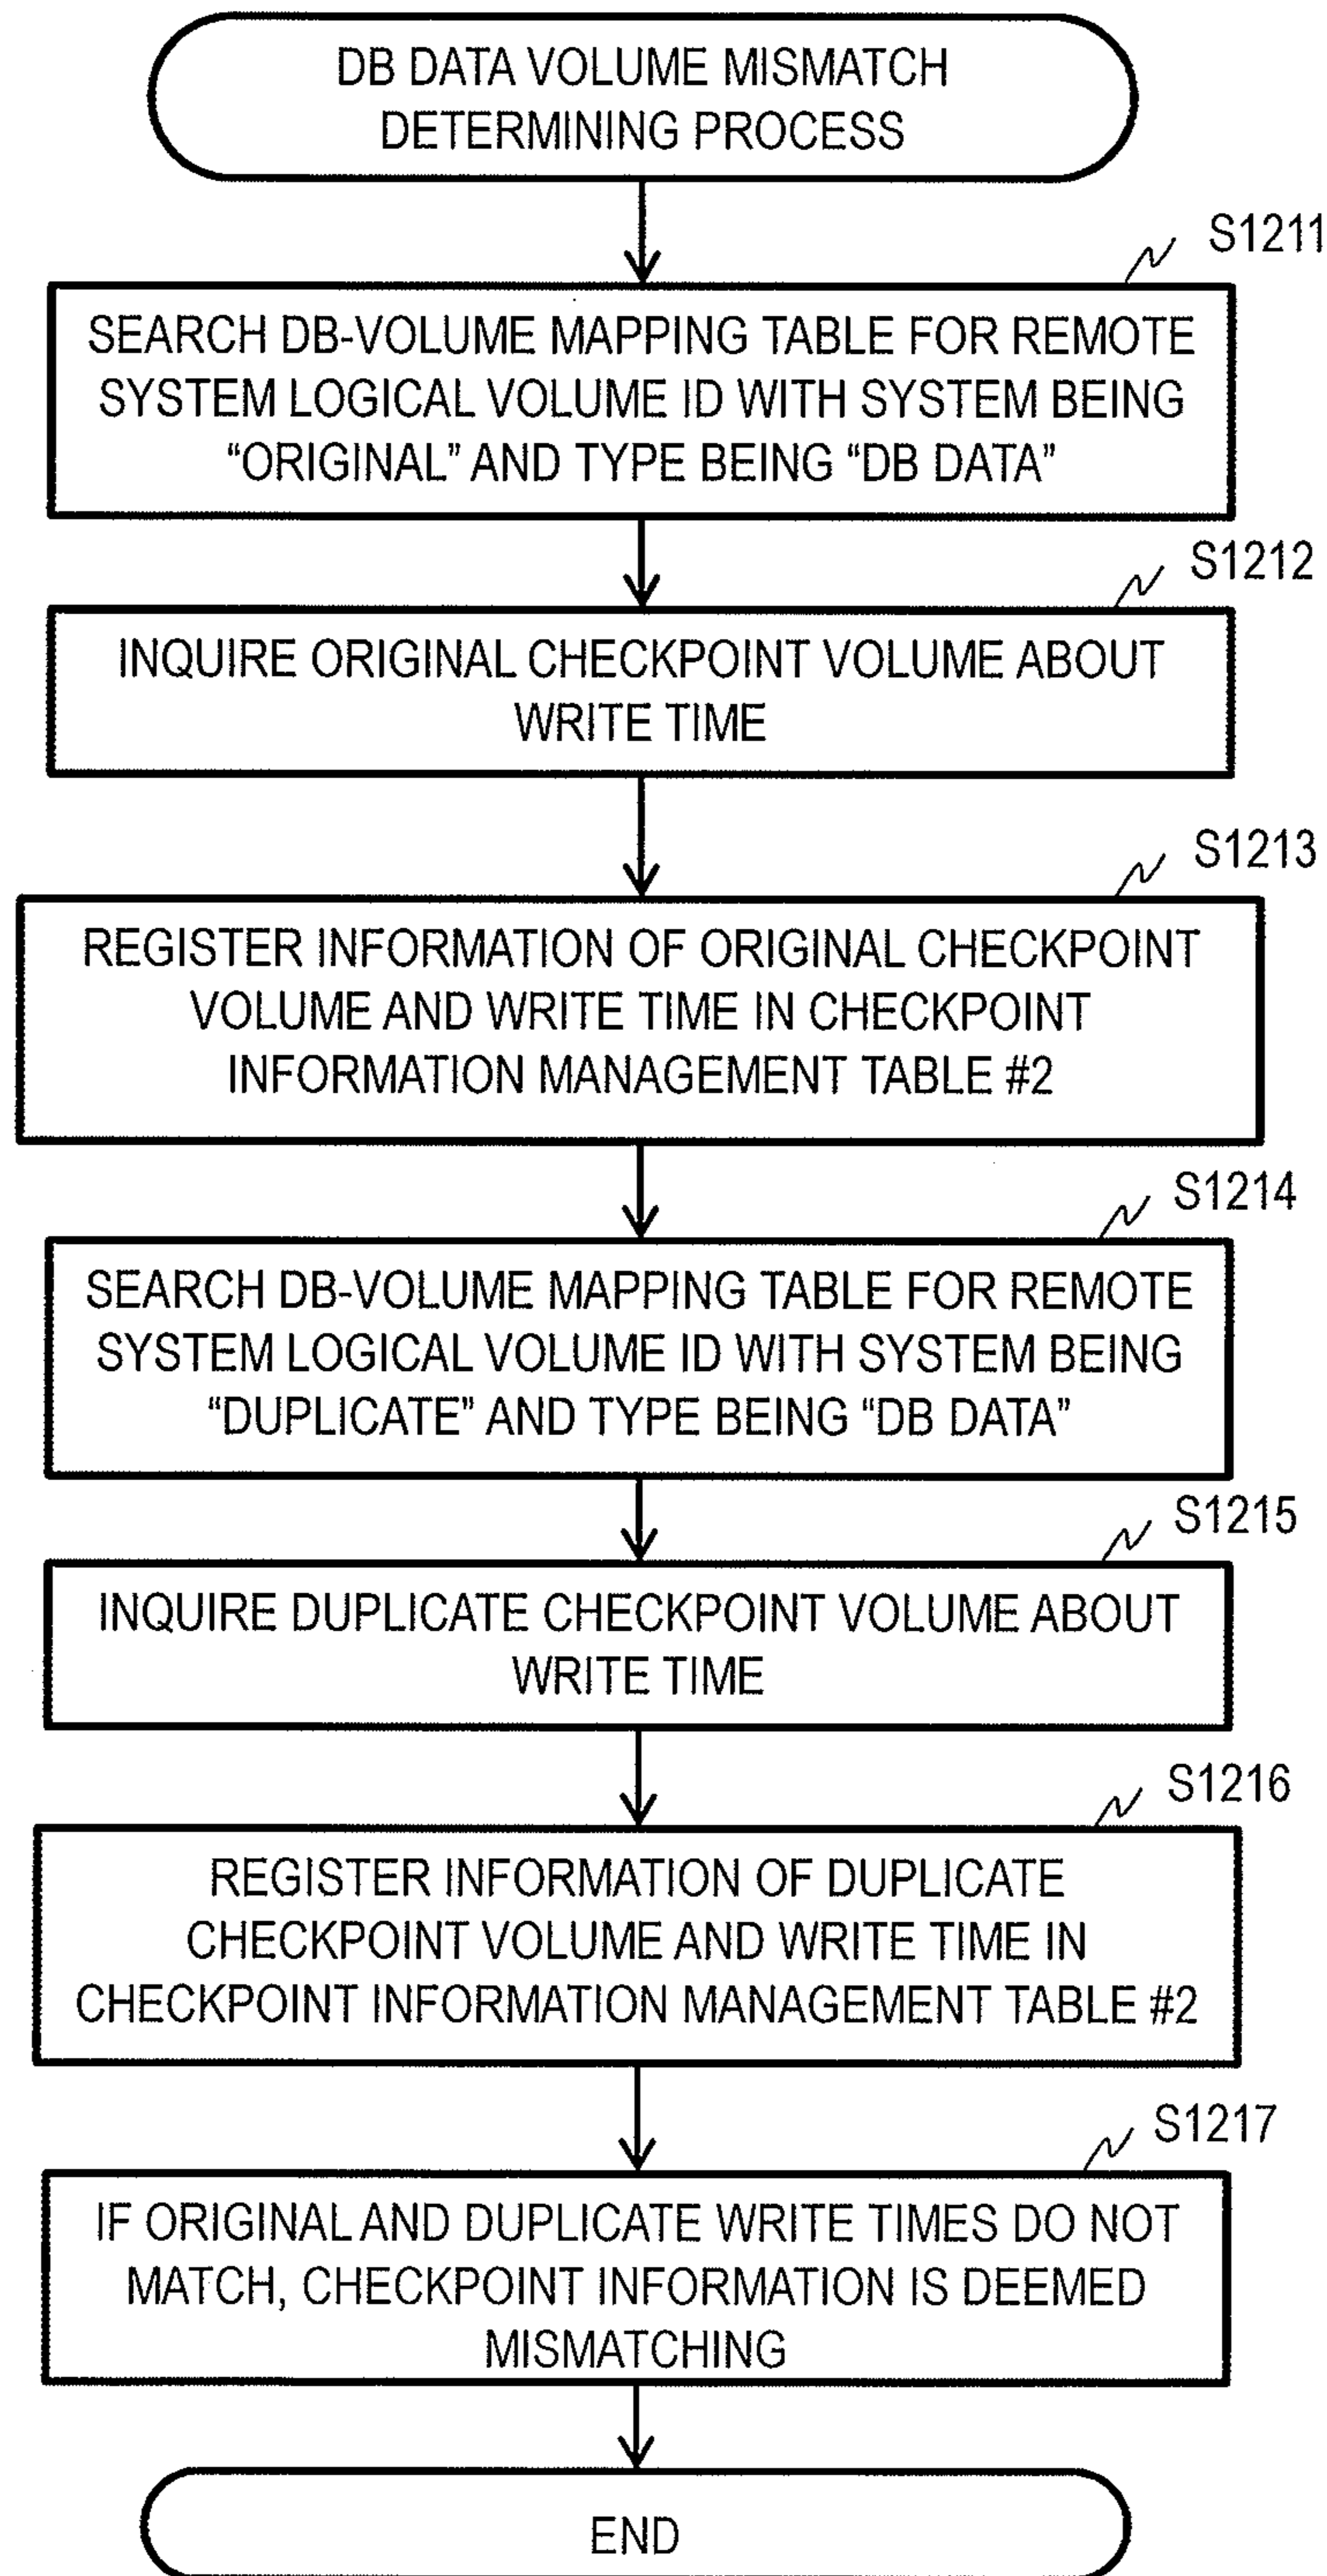 DB DATA VOLUME MISMATCH
DETERMINING PROCESS
S1211
SEARCH DB-VOLUME MAPPING TABLE FOR REMOTE
SYSTEM LOGICAL VOLUME ID WITH SYSTEM BEING
“ORIGINAL” AND TYPE BEING “DB DATA”
S1212
INQUIRE ORIGINAL CHECKPOINT VOLUME ABOUT
WRITE TIME
S1213
REGISTER INFORMATION OF ORIGINAL CHECKPOINT
VOLUME AND WRITE TIME IN CHECKPOINT
INFORMATION MANAGEMENT TABLE #2
S1214
SEARCH DB-VOLUME MAPPING TABLE FOR REMOTE
SYSTEM LOGICAL VOLUME ID WITH SYSTEM BEING
“DUPLICATE” AND TYPE BEING “DB DATA”
S1215
INQUIRE DUPLICATE CHECKPOINT VOLUME ABOUT
WRITE TIME
S1216
REGISTER INFORMATION OF DUPLICATE
CHECKPOINT VOLUME AND WRITE TIME IN
CHECKPOINT INFORMATION MANAGEMENT TABLE #2
S1217
IF ORIGINAL AND DUPLICATE WRITE TIMES DO NOT
MATCH, CHECKPOINT INFORMATION IS DEEMED
MISMATCHING
END